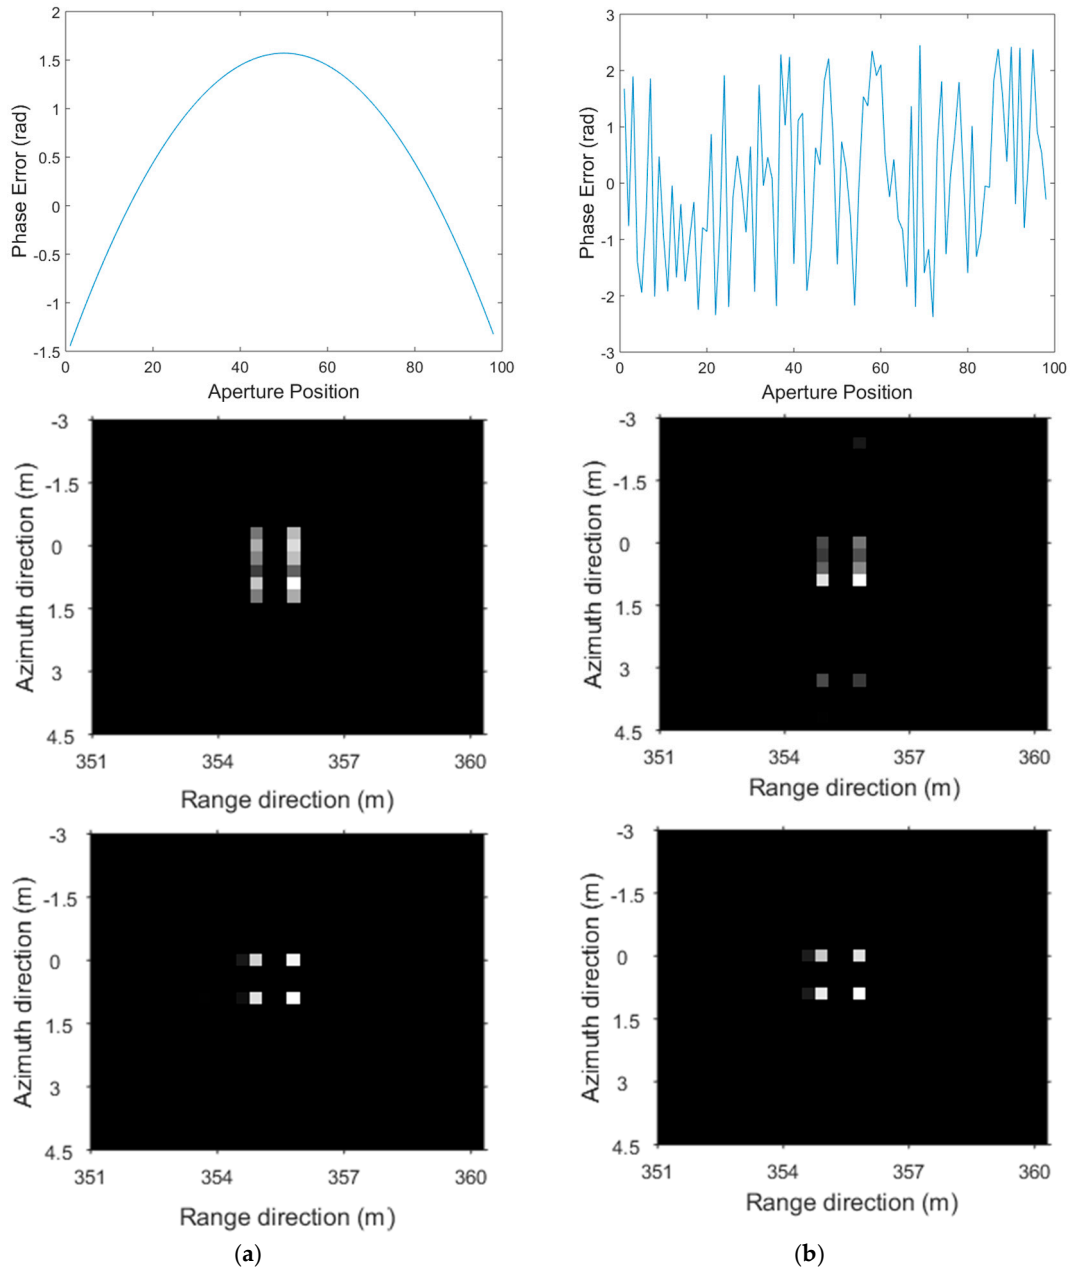 2
1.5
1
0.5
0
-0.5
-1
-1.5
0 20 40 60 80 100
Phase Error (rad)
Aperture Position
3
2
1
0
-1
-2
-3
0 20 40 60 80 100
Phase Error (rad)
Aperture Position
-3
-1.5
0
1.5
3
4.5
351 354 357 360
Azimuth direction (m)
Range direction (m)
-3
-1.5
0
1.5
3
4.5
351 354 357 360
Azimuth direction (m)
Range direction (m)
-3
-1.5
0
1.5
3
4.5
351 354 357 360
Azimuth direction (m)
Range direction (m)
-3
-1.5
0
1.5
3
4.5
351 354 357 360
Azimuth direction (m)
Range direction (m)
(a)
(b)